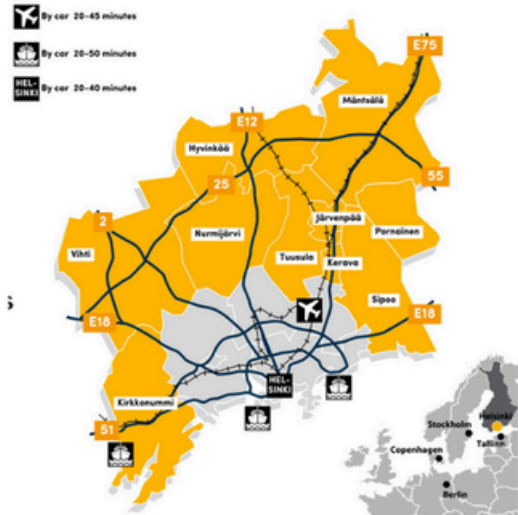 By car 20-45 minutes
By car 20-50 minutes
HEL-
SINKI
By car 20-40 minutes
E75
Mäntsälä
E12
Hyvinkää
25
55
2
Järvenpää
Nurmijärvi
Pornainen
Vihti
Tuusula
Kerava
Sipoo
S
E18
E18
HEL-
SINKI
Kirkkonummi
51
Helsinki
Stockholm
Tallinn
Copenhagen
Berlin